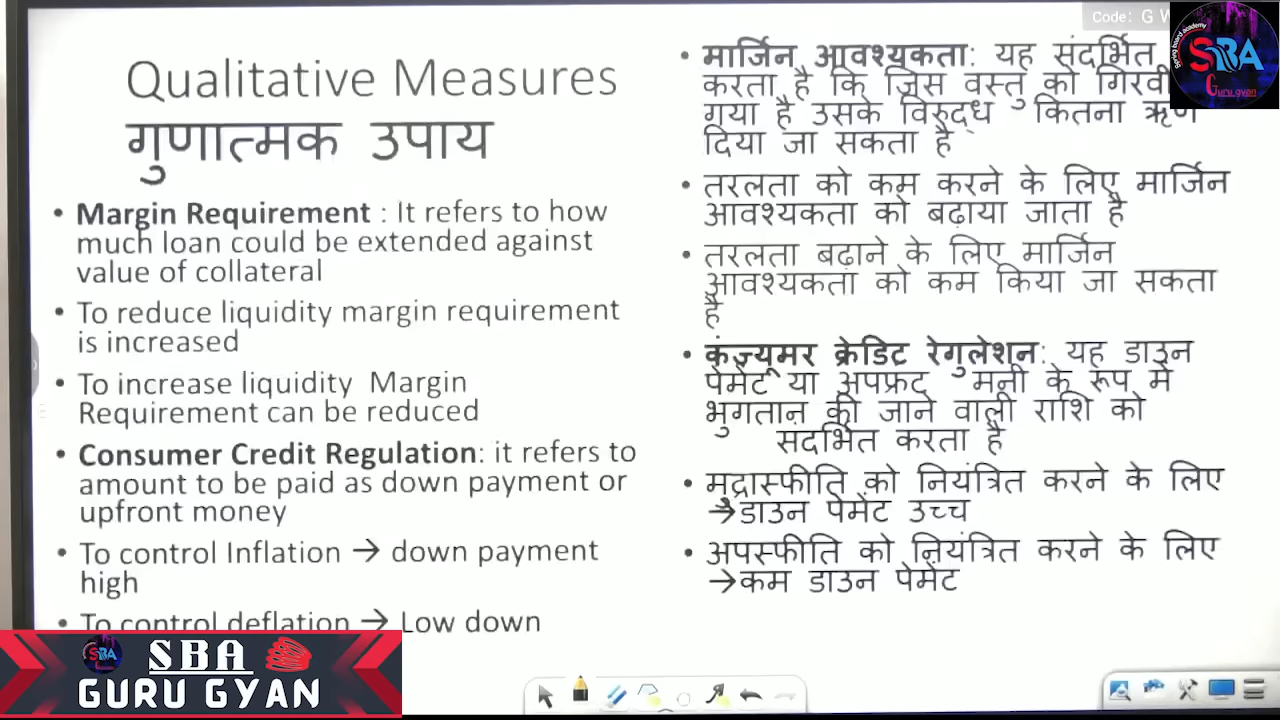 Qualitative Measures
गुणात्मक उपाय
• Margin Requirement : It refers to how
much loan could be extended against
value of collateral
• To reduce liquidity margin requirement
is increased
• To increase liquidity Margin
Requirement can be reduced
• Consumer Credit Regulation: it refers to
amount to be paid as down payment or
upfront money
• To control Inflation → down payment
high
• To control deflation → Low down
• मार्जिन आवश्यकता: यह संदर्भित
करता है कि जिस वस्तु को गिरवी
गया है उसके विरुद्ध कितना ऋण
दिया जा सकता है
• तरलता को कम करने के लिए मार्जिन
आवश्यकता को बढ़ाया जाता है
• तरलता बढ़ाने के लिए मार्जिन
आवश्यकता को कम किया जा सकता
है
• कंज़्यूमर क्रेडिट रेगुलेशन: यह डाउन
पेमेंट या अपफ्रंट मनी के रूप में
भुगतान की जाने वाली राशि को
संदर्भित करता है
• मुद्रास्फीति को नियंत्रित करने के लिए
→डाउन पेमेंट उच्च
• अपस्फीति को नियंत्रित करने के लिए
→कम डाउन पेमेंट
Code: G
SBA
Guru gyan
SBA
SBA
GURU GYAN